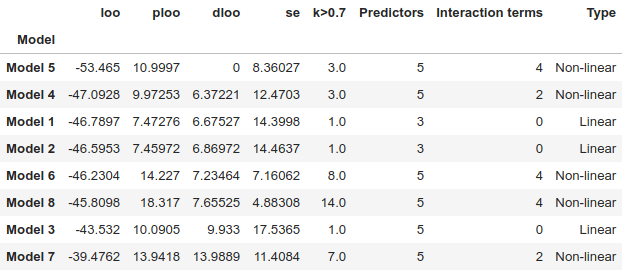 loo ploo dloo se k>0.7 Predictors Interaction terms Type
Model
Model 5 -53.465 10.9997 0 8.36027 3.0 5 4 Non-linear
Model 4 -47.0928 9.97253 6.37221 12.4703 3.0 5 2 Non-linear
Model 1 -46.7897 7.47276 6.67527 14.3998 1.0 3 0 Linear
Model 2 -46.5953 7.45972 6.86972 14.4637 1.0 3 0 Linear
Model 6 -46.2304 14.227 7.23464 7.16062 8.0 5 4 Non-linear
Model 8 -45.8098 18.317 7.65525 4.88308 14.0 5 4 Non-linear
Model 3 -43.532 10.0905 9.933 17.5365 1.0 5 0 Linear
Model 7 -39.4762 13.9418 13.9889 11.4084 7.0 5 2 Non-linear